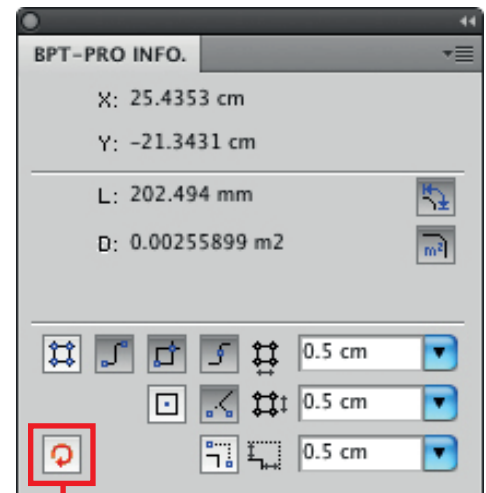 BPT-PRO INFO.
X: 25.4353 cm
Y: -21.3431 cm
L: 202.494 mm
D: 0.00255899 m2
m²
0.5 cm
0.5 cm
0.5 cm